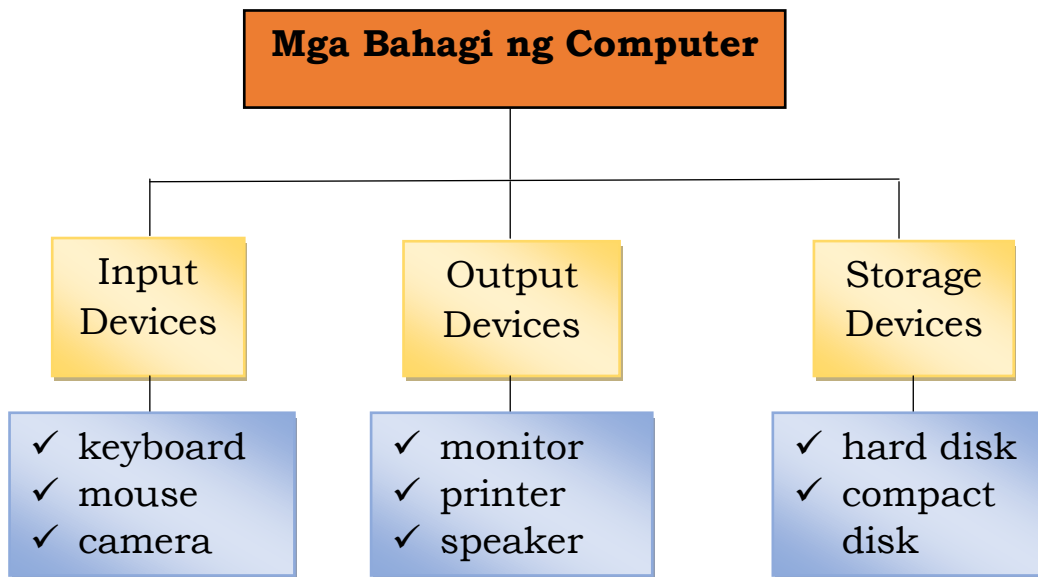 Mga Bahagi ng Computer
Input
Devices
Output
Devices
Storage
Devices
✓ keyboard
✓ mouse
✓ camera
✓ monitor
✓ printer
✓ speaker
✓ hard disk
✓ compact
disk